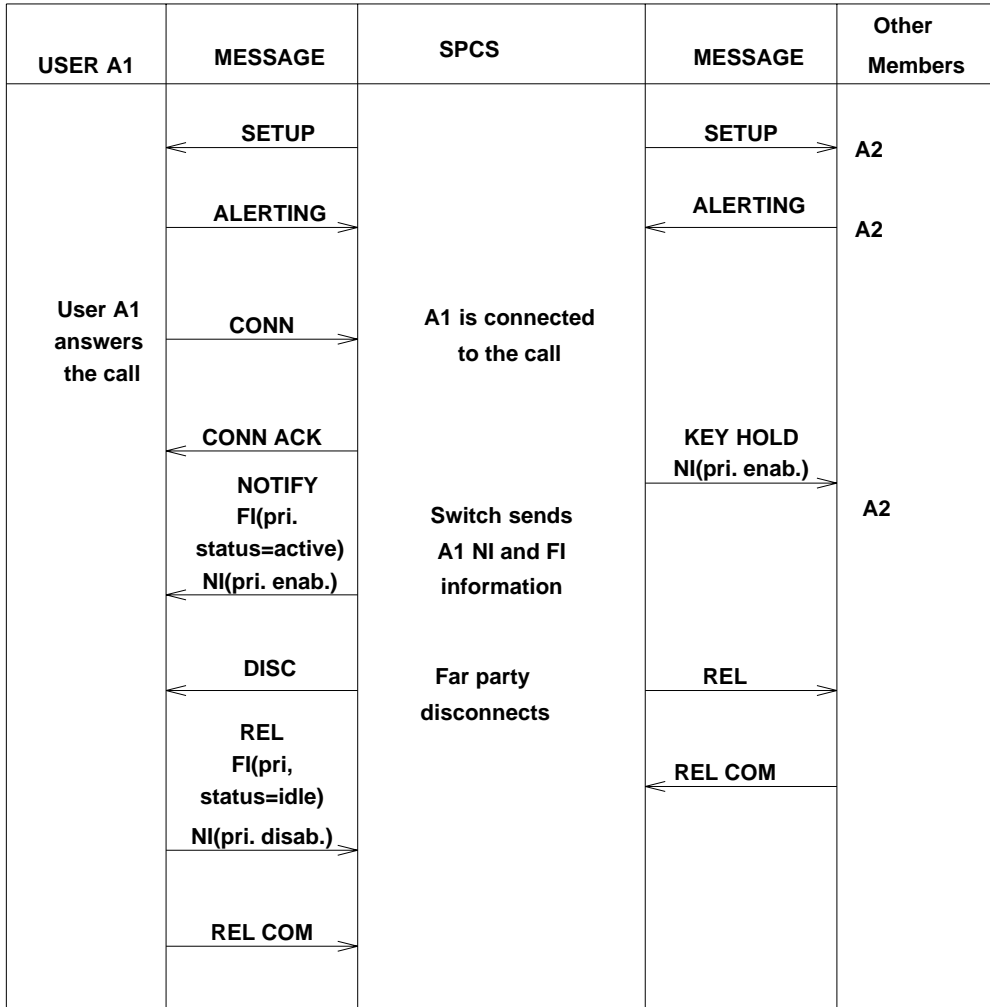 USER A1
MESSAGE
SPCS
MESSAGE
Other
Members
SETUP
SETUP
A2
ALERTING
ALERTING
A2
User A1
answers
the call
CONN
A1 is connected
to the call
CONN ACK
KEY HOLD
NI(pri. enab.)
A2
NOTIFY
FI(pri.
status=active)
NI(pri. enab.)
Switch sends
A1 NI and FI
information
DISC
Far party
disconnects
REL
REL
FI(pri,
status=idle)
NI(pri. disab.)
REL COM
REL COM